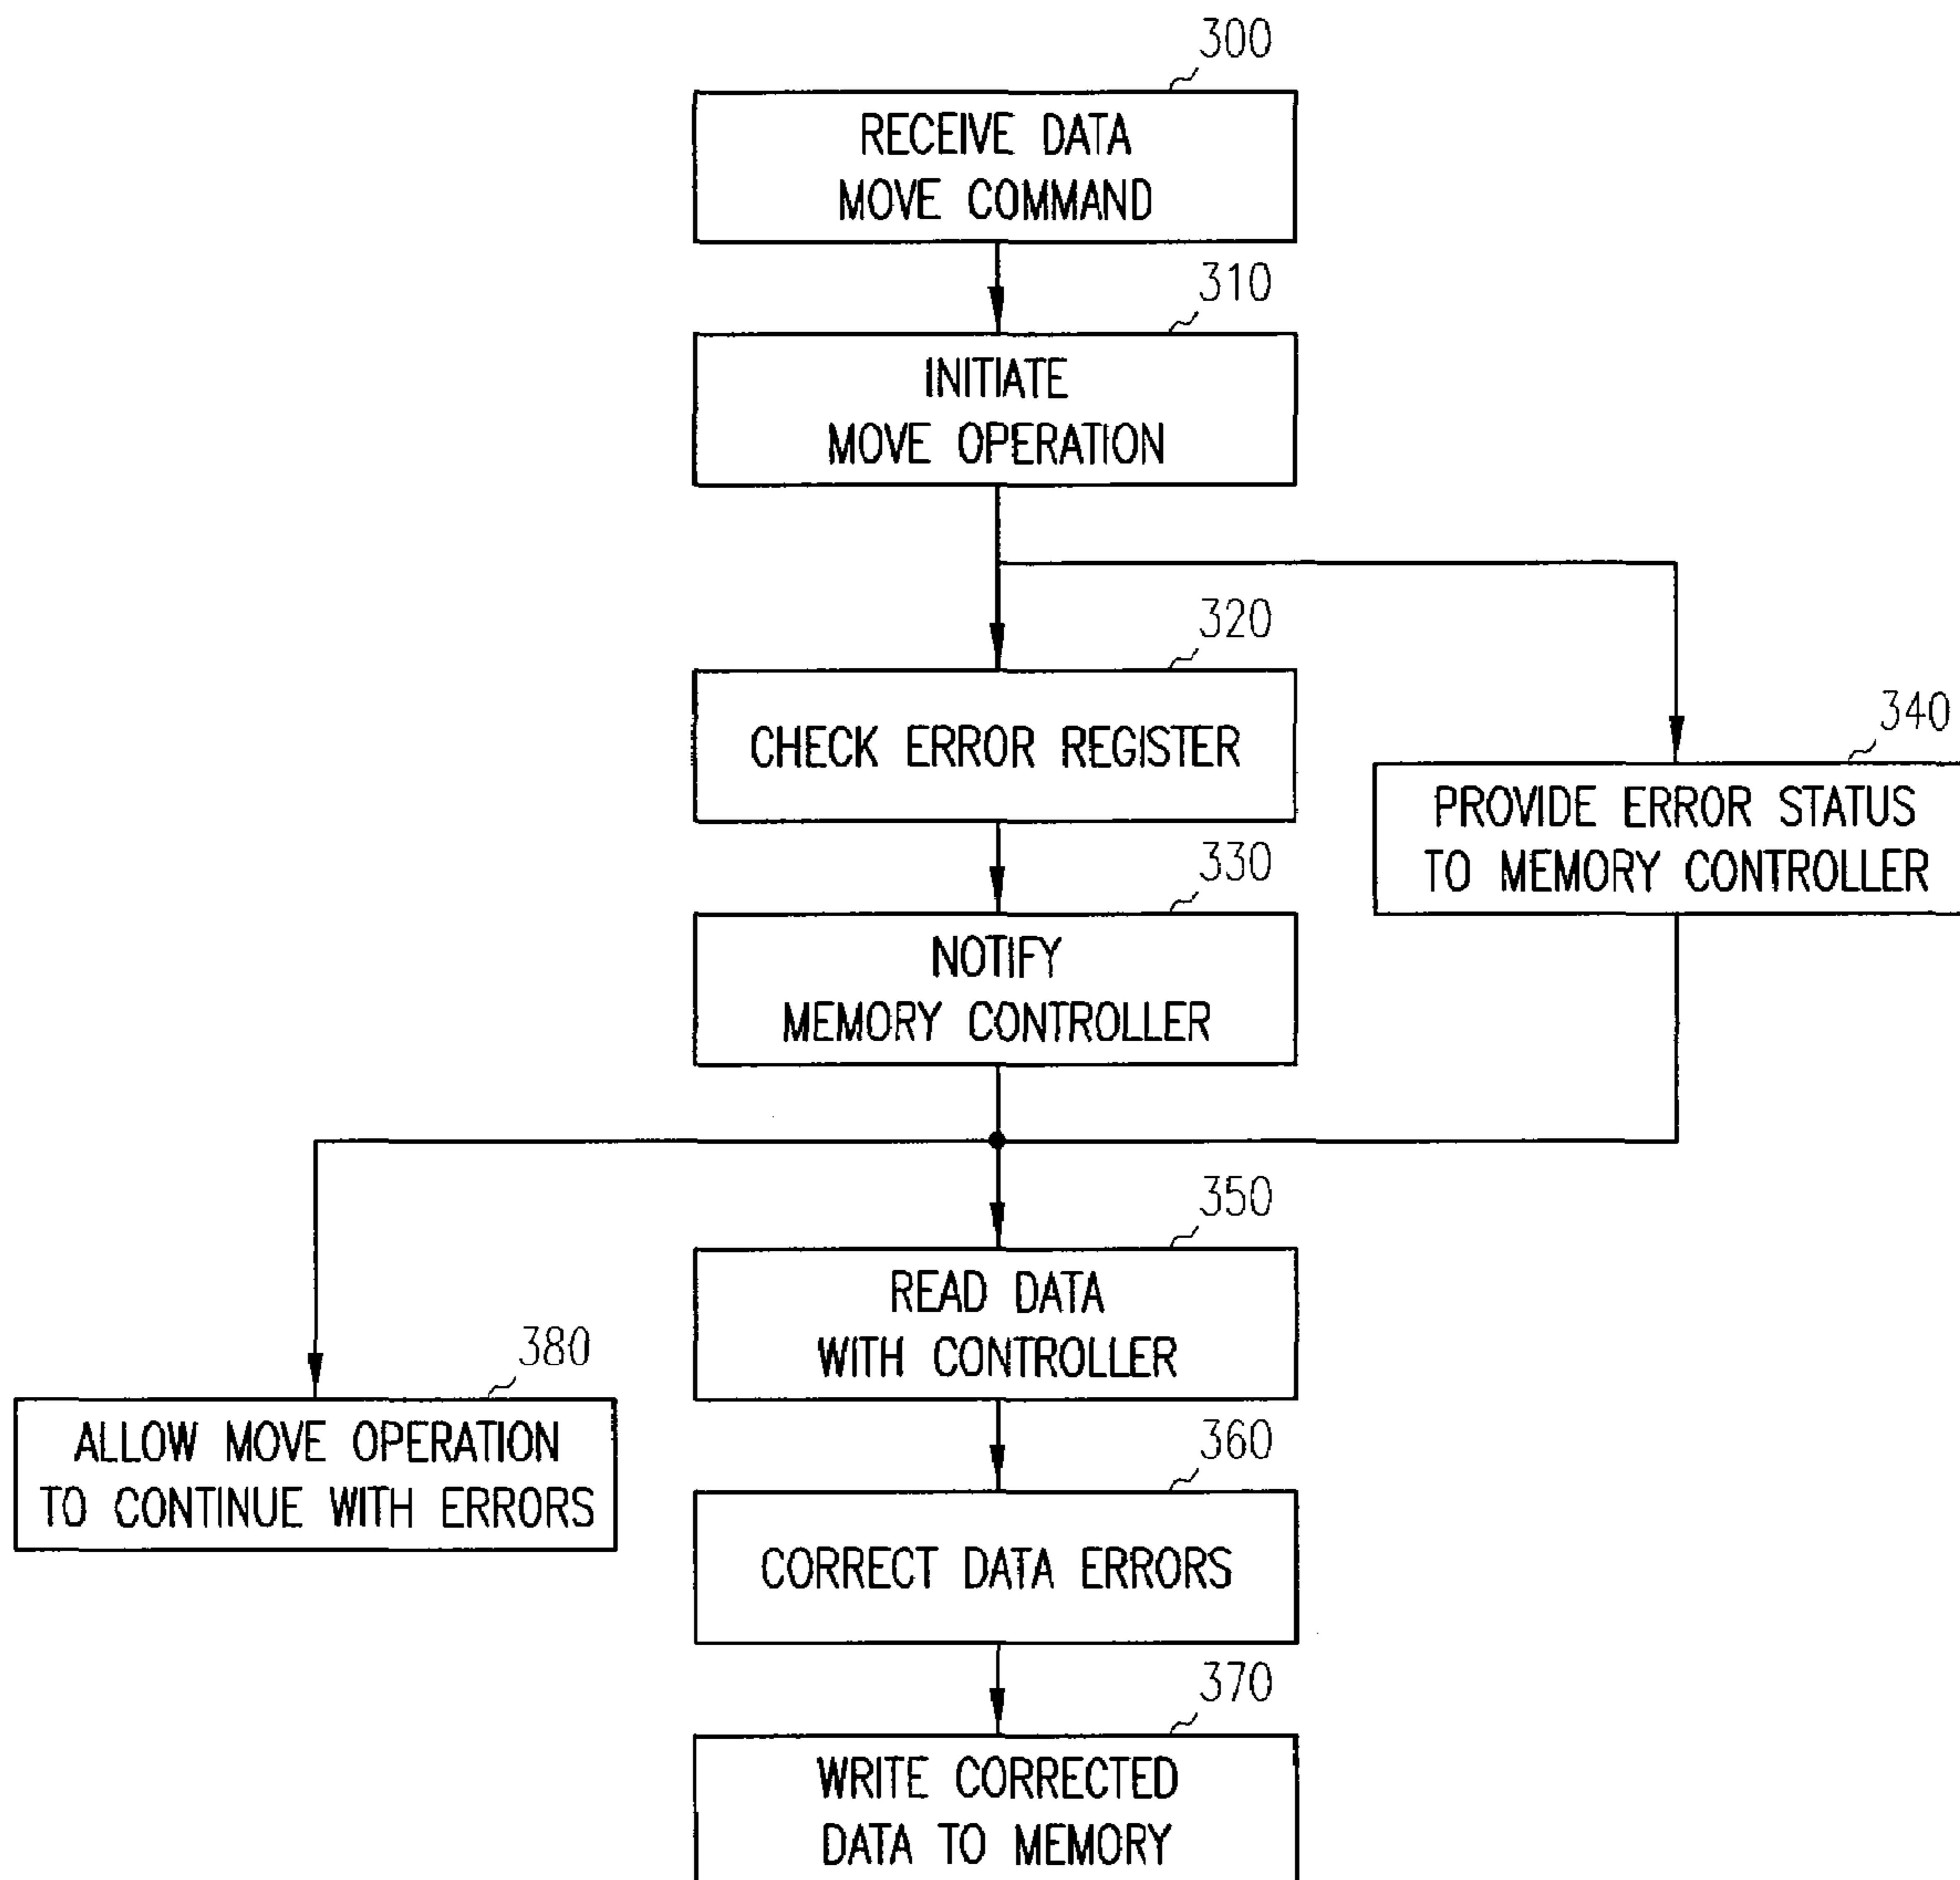 300
RECEIVE DATA
MOVE COMMAND
310
INITIATE
MOVE OPERATION
320
CHECK ERROR REGISTER
340
PROVIDE ERROR STATUS
TO MEMORY CONTROLLER
330
NOTIFY
MEMORY CONTROLLER
350
READ DATA
WITH CONTROLLER
380
ALLOW MOVE OPERATION
TO CONTINUE WITH ERRORS
360
CORRECT DATA ERRORS
370
WRITE CORRECTED
DATA TO MEMORY